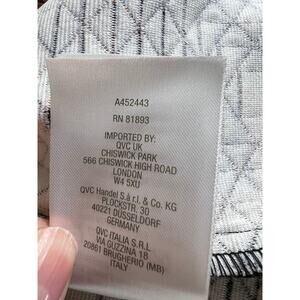 A452443
RN 81893
IMPORTED BY:
QVC UK
CHISWICK PARK
566 CHISWICK HIGH ROAD
LONDON
W4 5XU
QVC Handel S.à r.l. & Co. KG
PLOCKSTR. 30
40221 DÜSSELDORF
GERMANY
QVC ITALIA S.R.L.
VIA GUZZINA 18
20861 BRUGHERIO (MB)
ITALY